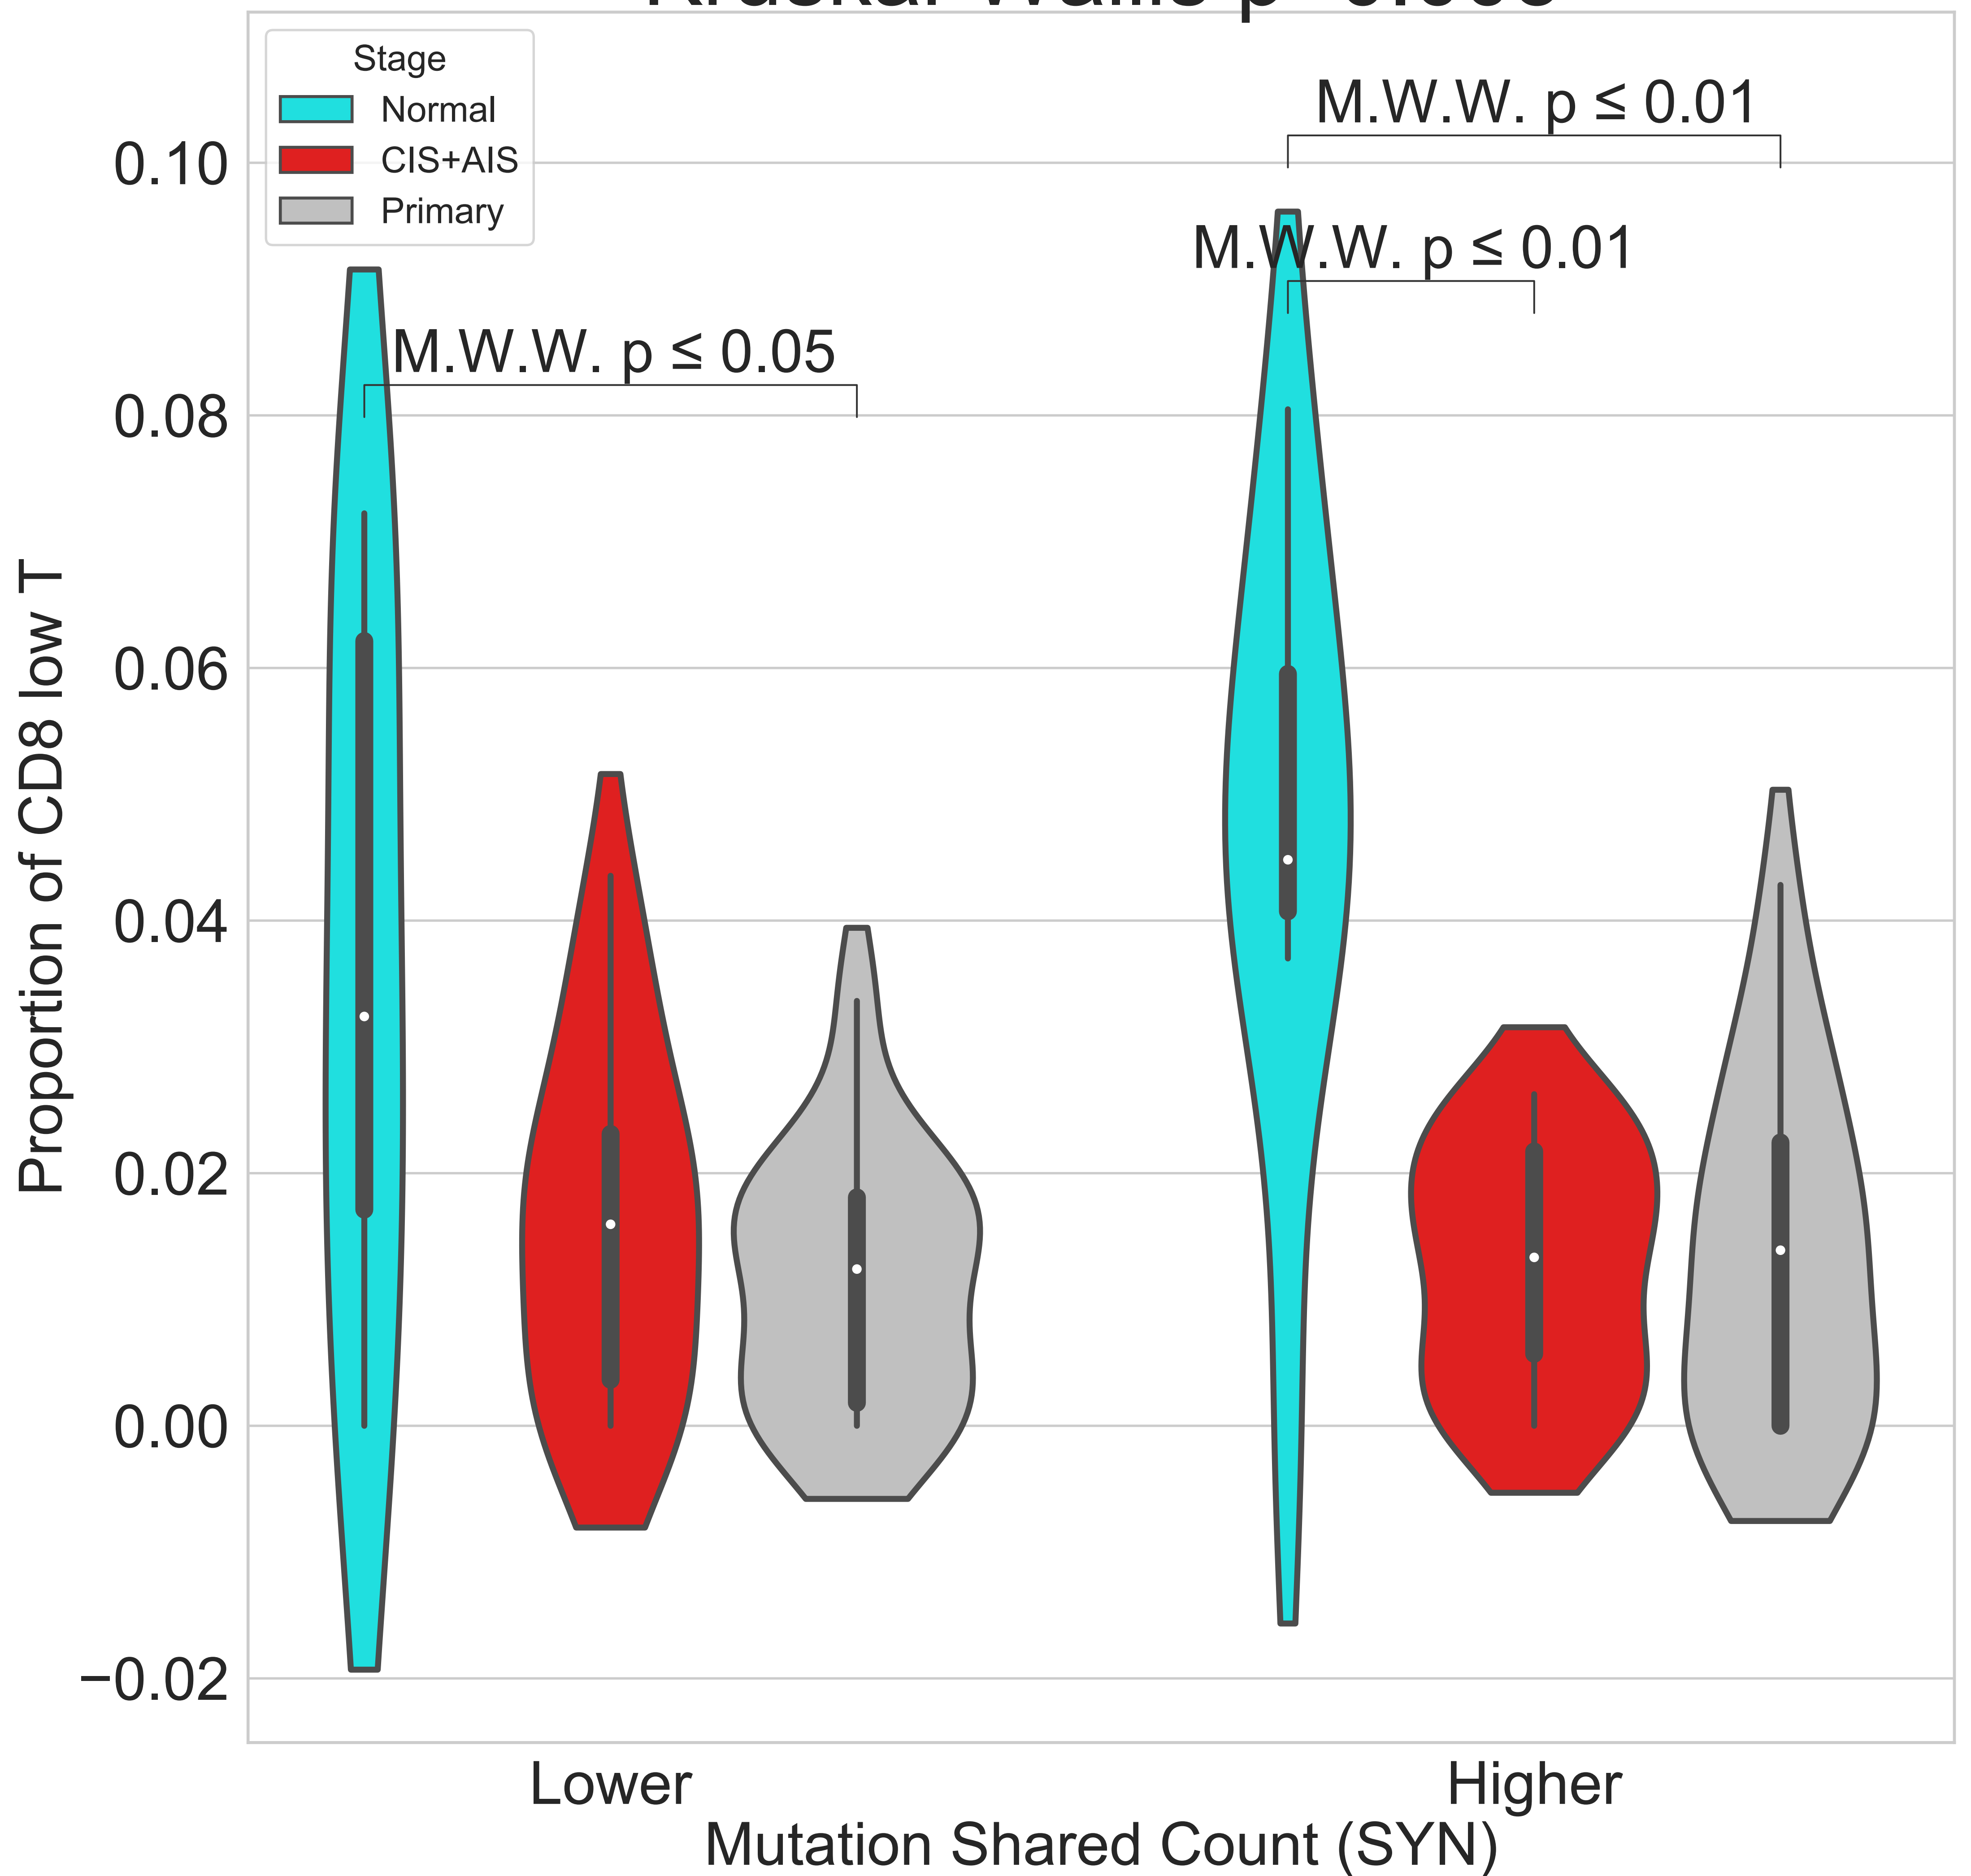 Stage
Normal
CIS+AIS
Primary
M.W.W. p ≤ 0.01
M.W.W. p ≤ 0.01
M.W.W. p ≤ 0.05
0.10
0.08
0.06
0.04
0.02
0.00
−0.02
Proportion of CD8 low T
Lower
Higher
Mutation Shared Count (SYN)